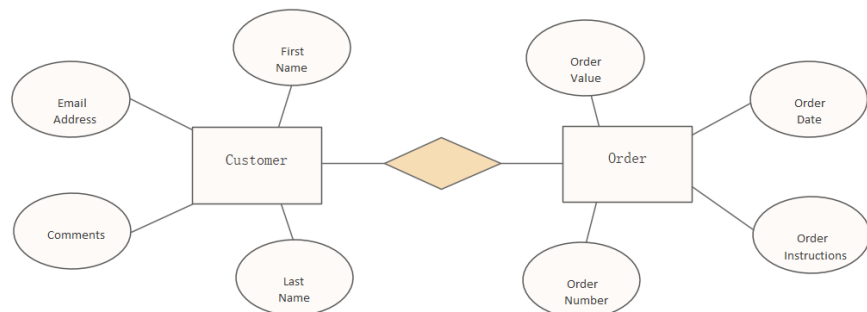 First
Name
Order
Value
Email
Address
Order
Date
Customer
Order
Comments
Order
Instructions
Last
Name
Order
Number